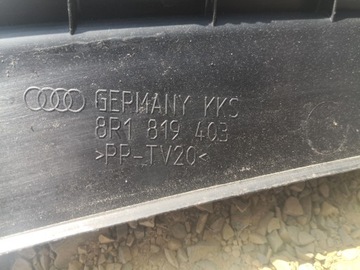 GERMANY KKS
8R1 819 403
>PP-TV20<